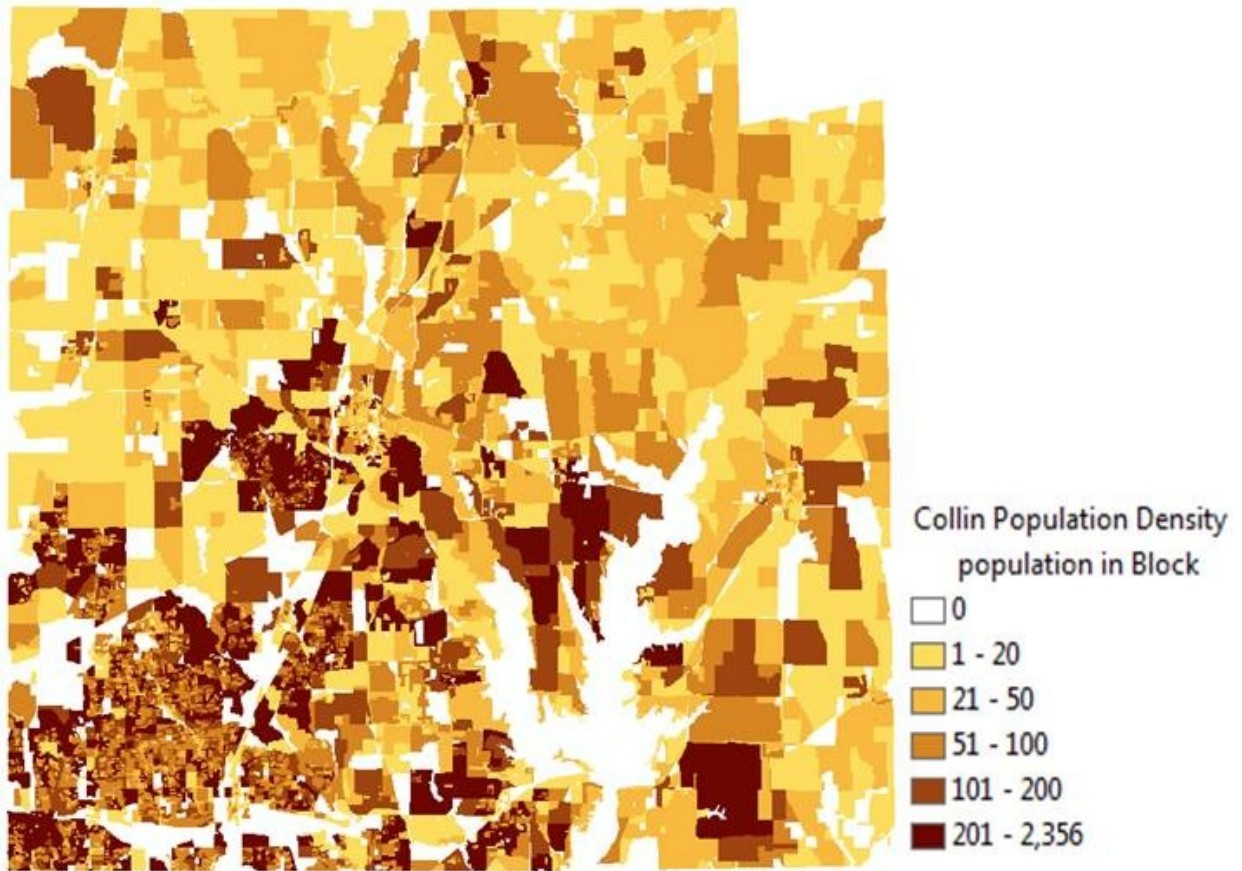 Collin Population Density
population in Block
0
1 - 20
21 - 50
51 - 100
101 - 200
201 - 2,356